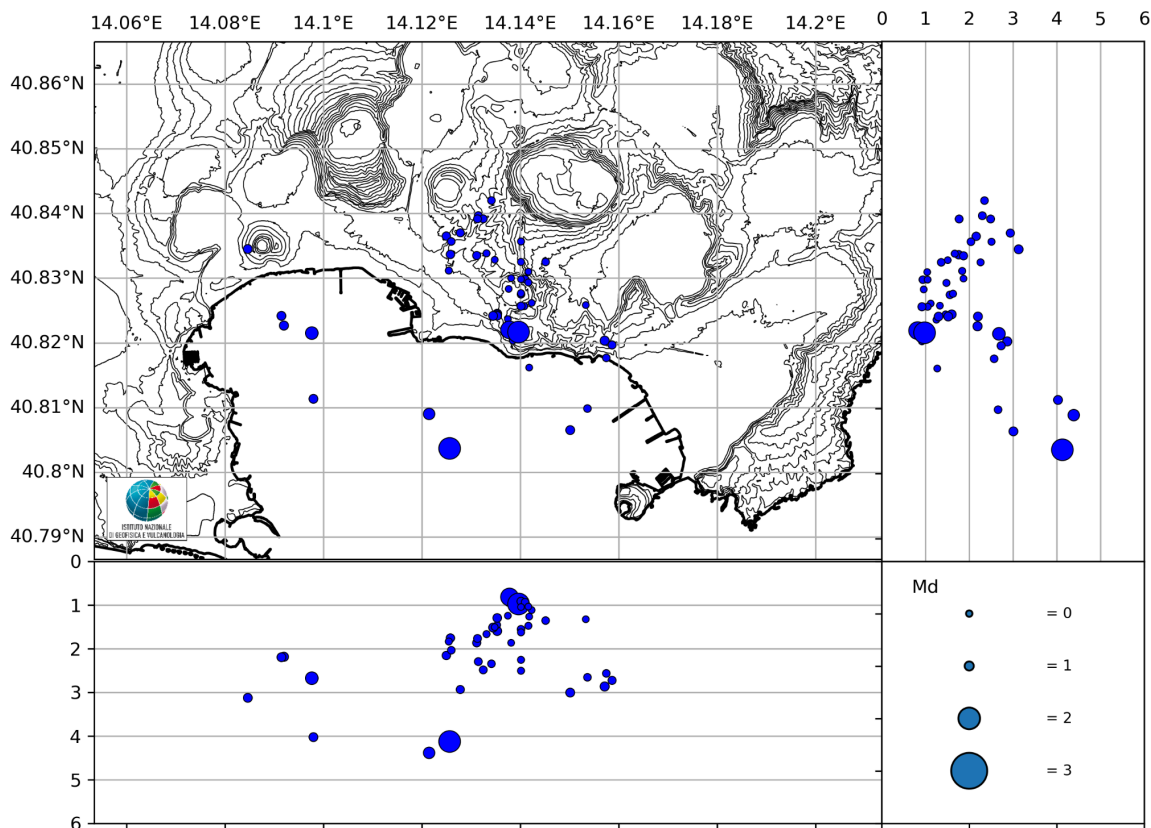 14.06°E 14.08°E 14.1°E 14.12°E 14.14°E 14.16°E 14.18°E 14.2°E 0 1 2 3 4 5 6
40.86°N
40.85°N
40.84°N
40.83°N
40.82°N
40.81°N
40.8°N
40.79°N
ISTITUTO NAZIONALE
DI GEOFISICA E VULCANOLOGIA
0
1
2
3
4
5
6
Md
= 0
= 1
= 2
= 3